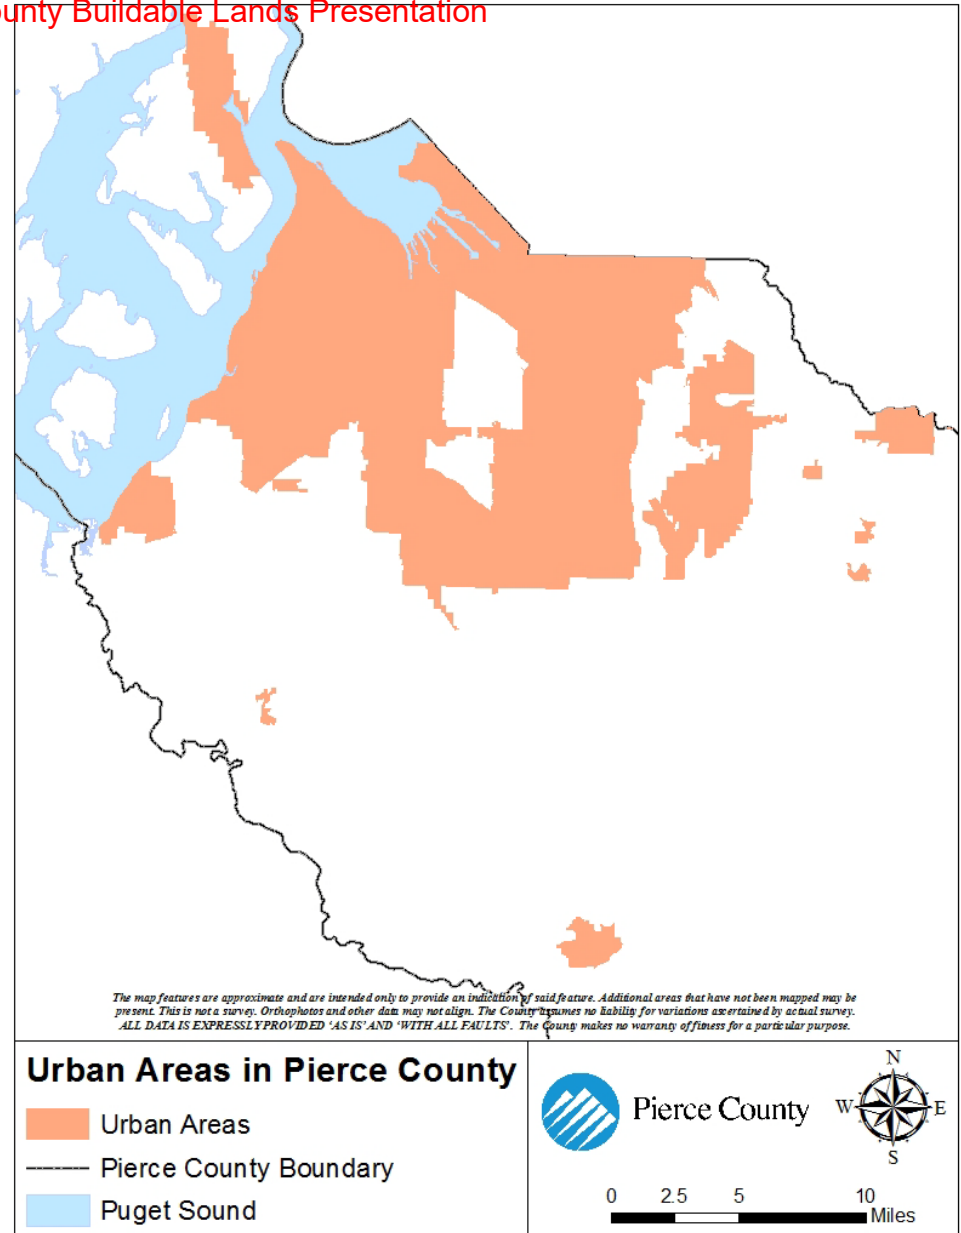 unty Buildable Lands Presentation
The map features are approximate and are intended only to provide an indication of said feature. Additional areas that have not been mapped may be
present. This is not a survey. Orthophotos and other data may not align. The County assumes no liability for variations ascertained by actual survey.
ALL DATA IS EXPRESSLY PROVIDED 'AS IS' AND 'WITH ALL FAULTS'. The County makes no warranty of fitness for a particular purpose.
Urban Areas in Pierce County
Urban Areas
Pierce County Boundary
Puget Sound
Pierce County
N
W
E
S
0 2.5 5 10
Miles